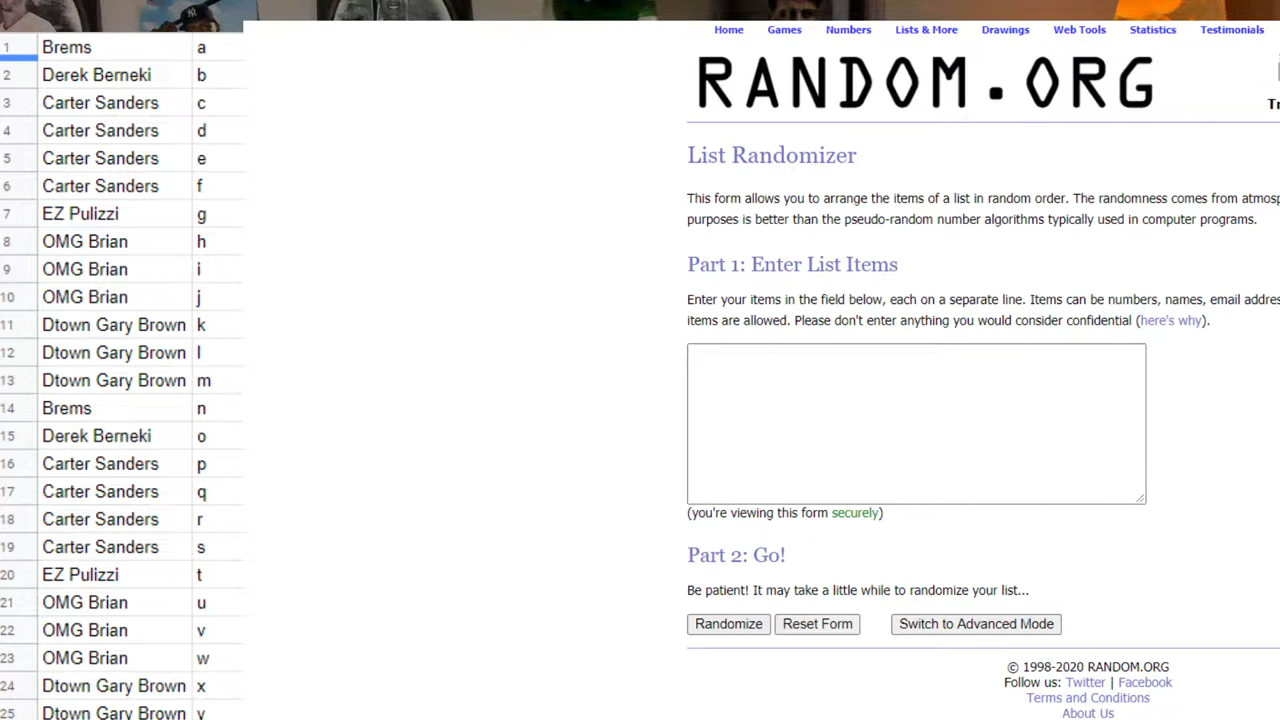 1 Brems a
2 Derek Berneki b
3 Carter Sanders c
4 Carter Sanders d
5 Carter Sanders e
6 Carter Sanders f
7 EZ Pulizzi g
8 OMG Brian h
9 OMG Brian i
10 OMG Brian j
11 Dtown Gary Brown k
12 Dtown Gary Brown l
13 Dtown Gary Brown m
14 Brems n
15 Derek Berneki o
16 Carter Sanders p
17 Carter Sanders q
18 Carter Sanders r
19 Carter Sanders s
20 EZ Pulizzi t
21 OMG Brian u
22 OMG Brian v
23 OMG Brian w
24 Dtown Gary Brown x
25 Dtown Gary Brown y
Home Games Numbers Lists & More Drawings Web Tools Statistics Testimonials
RANDOM.ORG
List Randomizer
This form allows you to arrange the items of a list in random order. The randomness comes from
purposes is better than the pseudo-random number algorithms typically used in computer programs.
Part 1: Enter List Items
Enter your items in the field below, each on a separate line. Items can be numbers, names, email
items are allowed. Please don't enter anything you would consider confidential (here's why).
(you're viewing this form securely)
Part 2: Go!
Be patient! It may take a little while to randomize your list...
Randomize Reset Form Switch to Advanced Mode
© 1998-2020 RANDOM.ORG
Follow us: Twitter | Facebook
Terms and Conditions
About Us